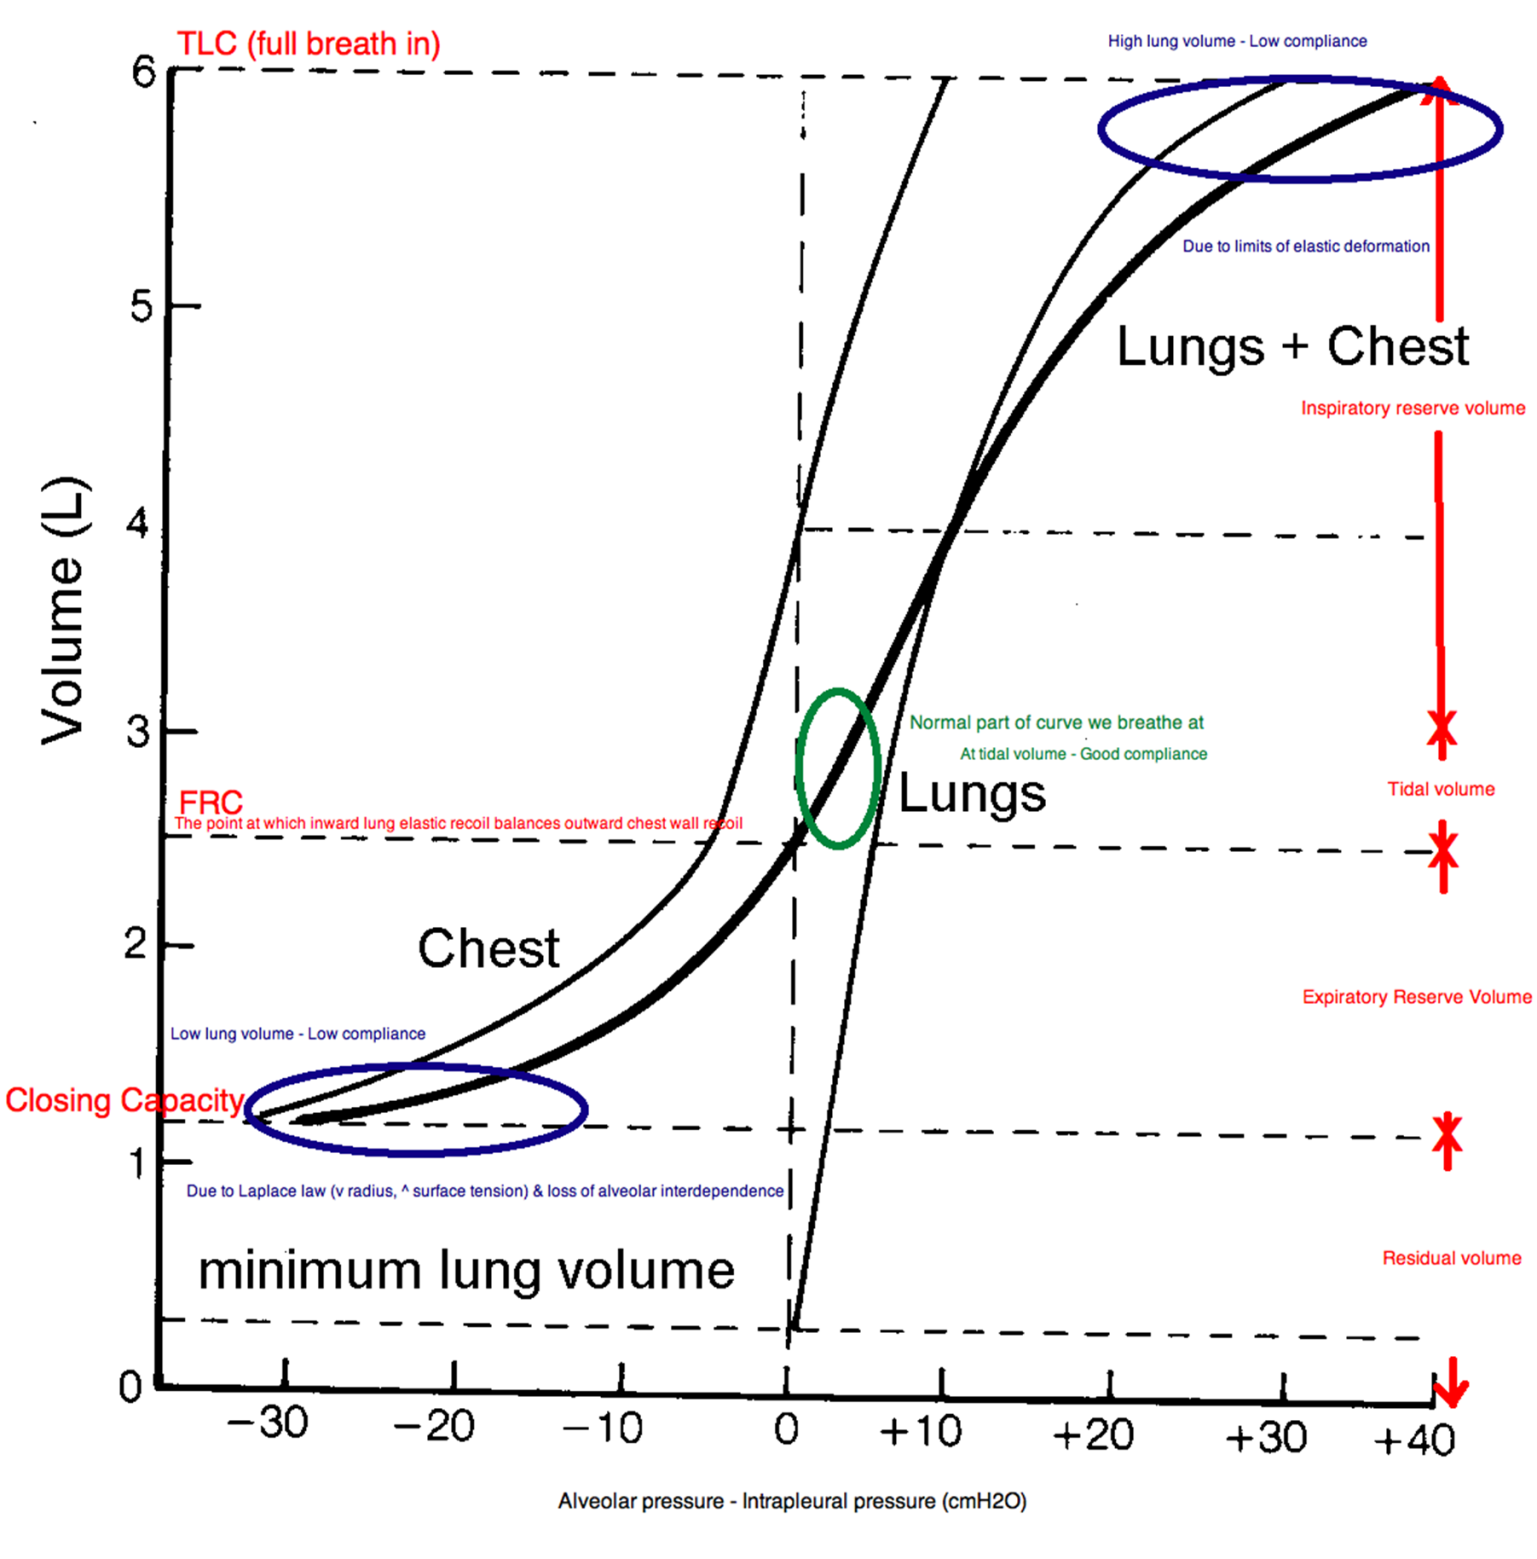 TLC (full breath in)
High lung volume - Low compliance
6
Due to limits of elastic deformation
5
Lungs + Chest
Inspiratory reserve volume
Volume (L)
4
Normal part of curve we breathe at
3
At tidal volume - Good compliance
Lungs
Tidal volume
FRC
The point at which inward lung elastic recoil balances outward chest wall recoil
Chest
2
Expiratory Reserve Volume
Low lung volume - Low compliance
Closing Capacity
1
Due to Laplace law (v radius, ^ surface tension) & loss of alveolar interdependence
minimum lung volume
Residual volume
0
−30 −20 −10 0 +10 +20 +30 +40
Alveolar pressure - Intrapleural pressure (cmH2O)